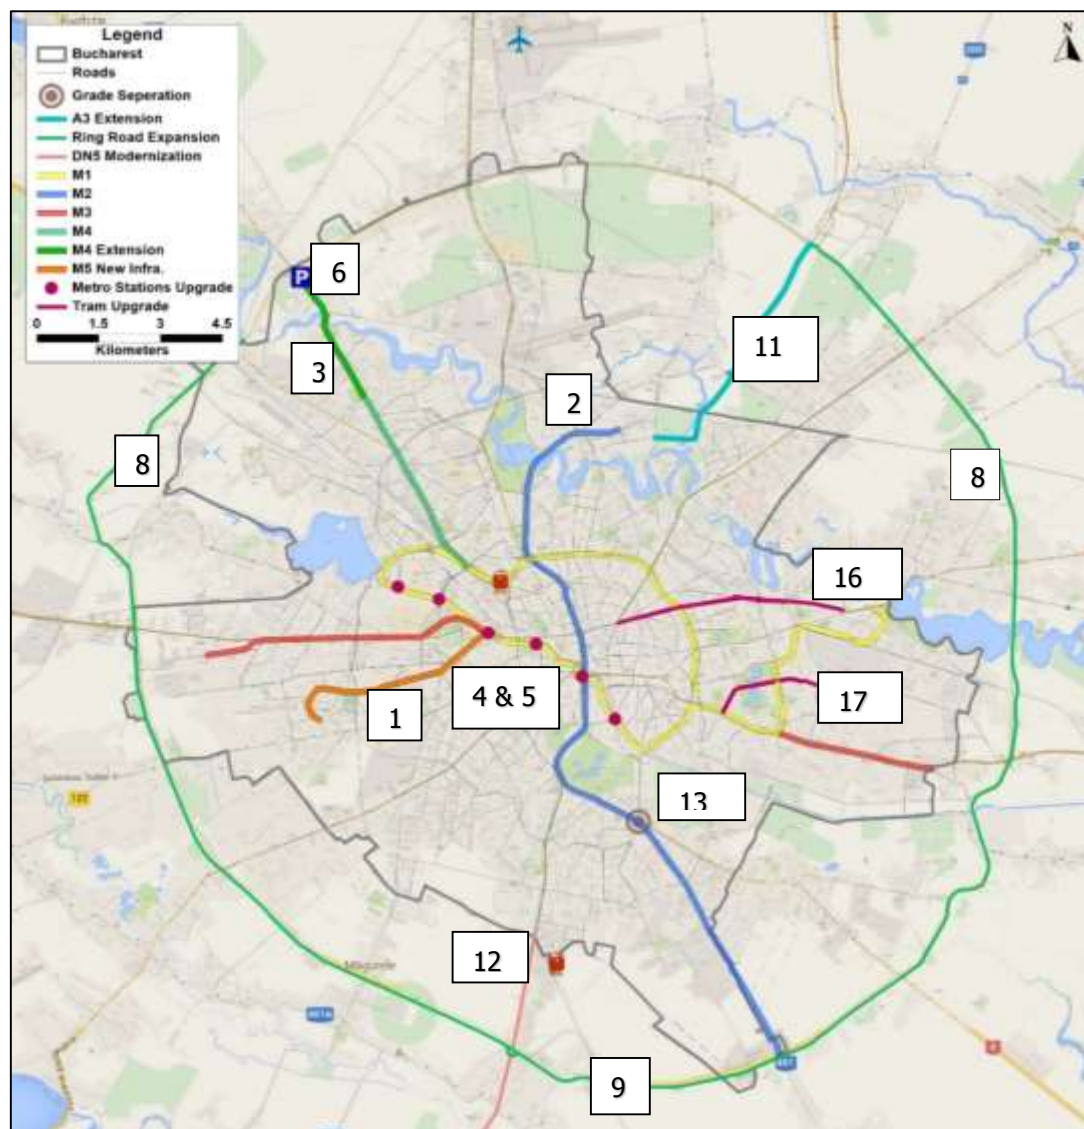 Legend
Bucharest
Roads
Grade Seperation
A3 Extension
Ring Road Expansion
DN5 Modernization
M1
M2
M3
M4
M4 Extension
M5 New Infra.
Metro Stations Upgrade
Tram Upgrade
0 1.5 3 4.5
Kilometers
N
P
6
11
3
2
8
8
16
4 & 5
17
1
13
Măgurele
12
9